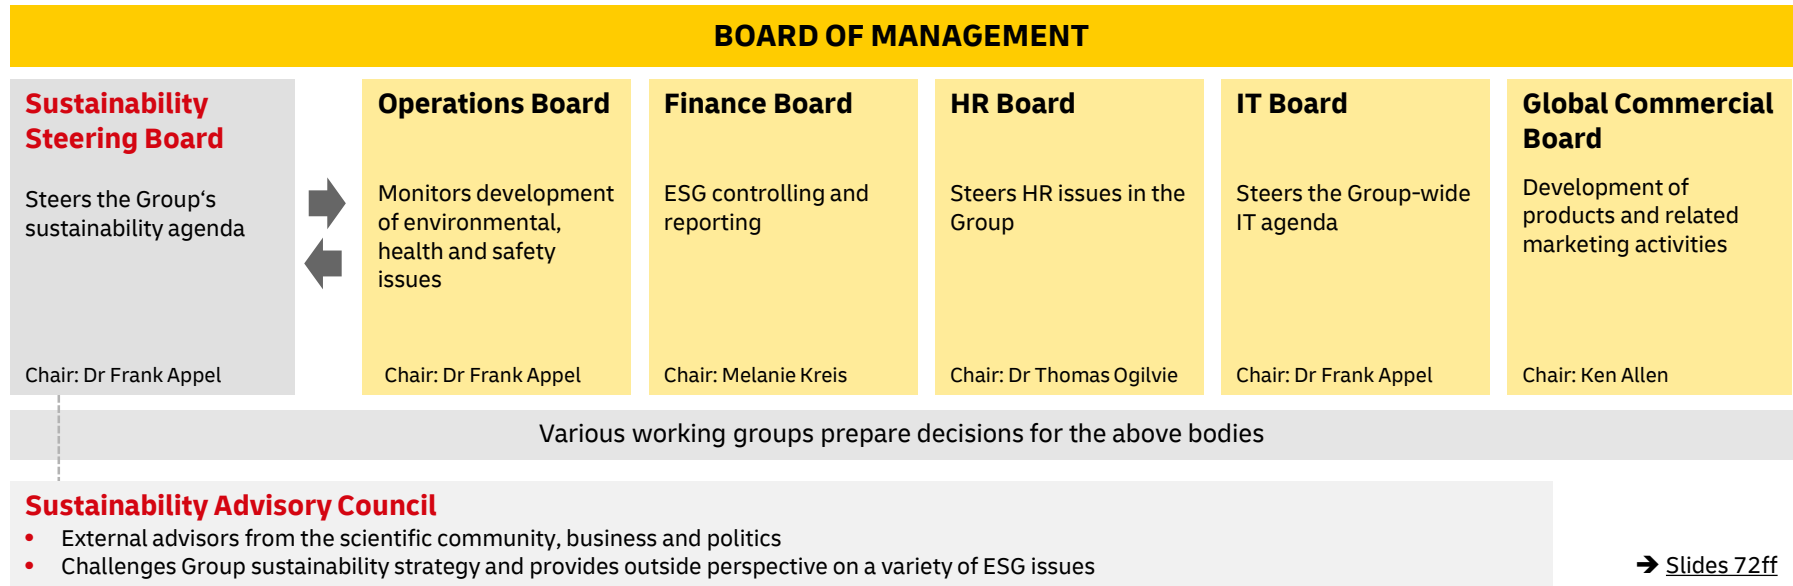 BOARD OF MANAGEMENT
Sustainability
Steering Board
Steers the Group‘s
sustainability agenda
Chair: Dr Frank Appel
Operations Board
Monitors development
of environmental,
health and safety
issues
Chair: Dr Frank Appel
Finance Board
ESG controlling and
reporting
Chair: Melanie Kreis
HR Board
Steers HR issues in the
Group
Chair: Dr Thomas Ogilvie
IT Board
Steers the Group-wide
IT agenda
Chair: Dr Frank Appel
Global Commercial
Board
Development of
products and related
marketing activities
Chair: Ken Allen
Various working groups prepare decisions for the above bodies
Sustainability Advisory Council
• External advisors from the scientific community, business and politics
• Challenges Group sustainability strategy and provides outside perspective on a variety of ESG issues
➔ Slides 72ff